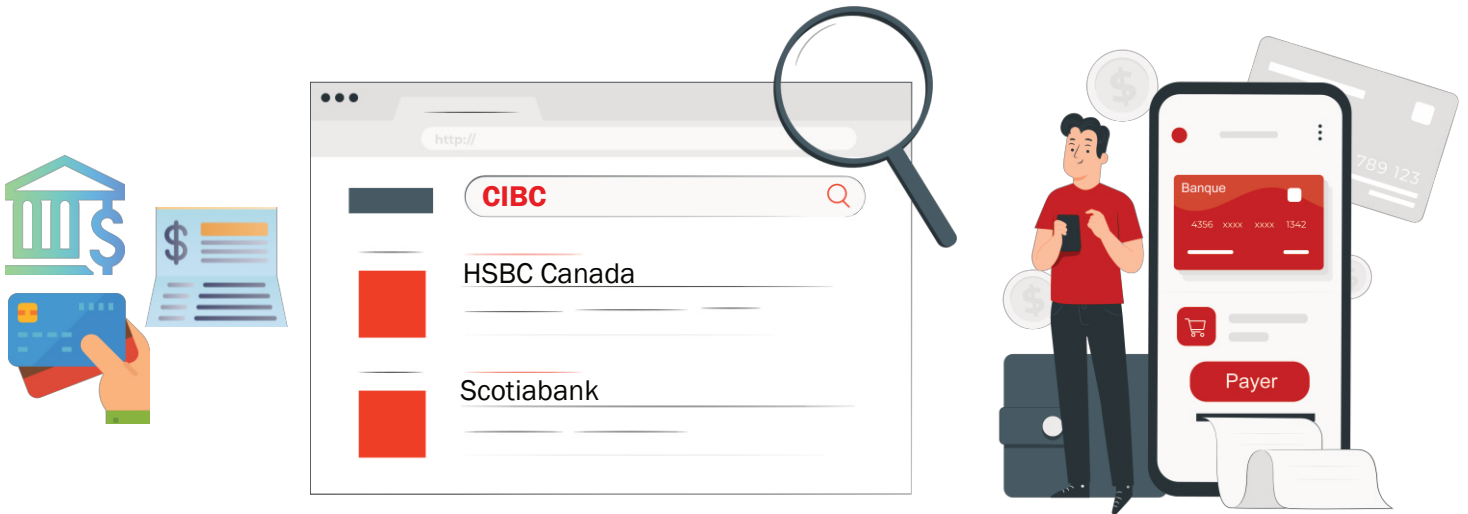 http://
CIBC
HSBC Canada
Scotiabank
789 123
Banque
4356 xxxx xxxx 1342
Payer